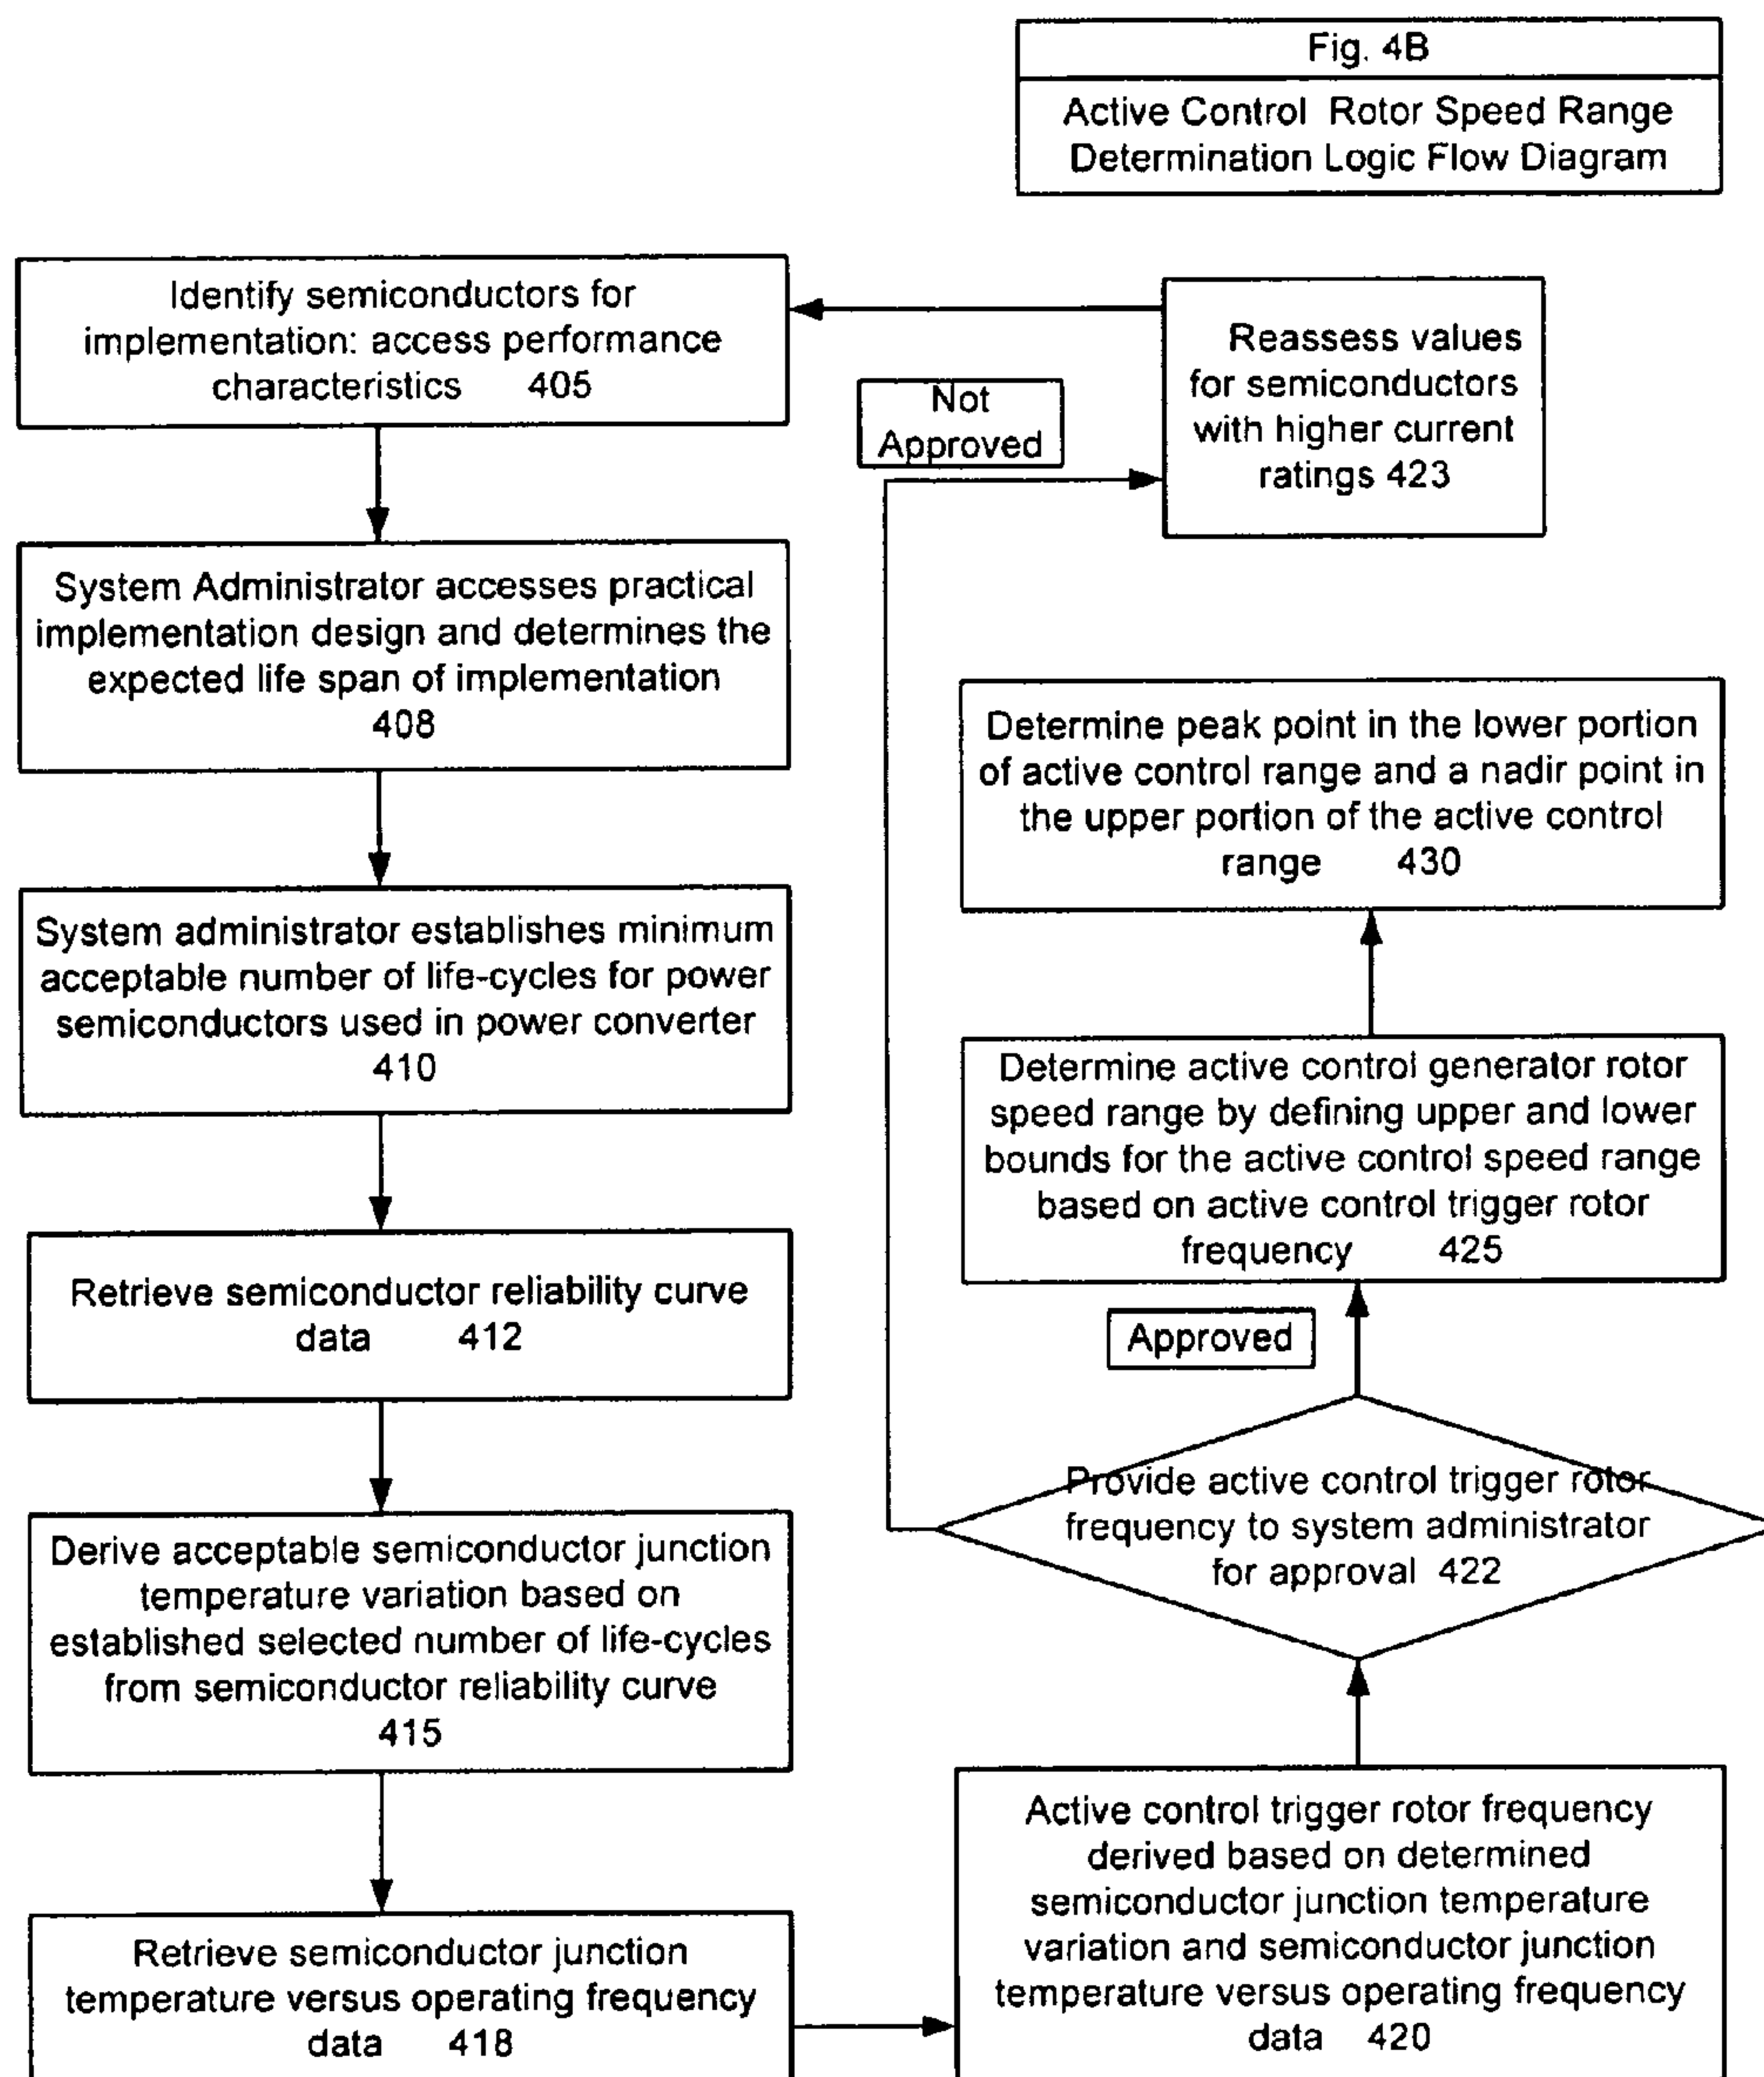 Fig. 4B
Active Control Rotor Speed Range
Determination Logic Flow Diagram
Identify semiconductors for
implementation: access performance
characteristics 405
System Administrator accesses practical
implementation design and determines the
expected life span of implementation
408
System administrator establishes minimum
acceptable number of life-cycles for power
semiconductors used in power converter
410
Retrieve semiconductor reliability curve
data 412
Derive acceptable semiconductor junction
temperature variation based on
established selected number of life-cycles
from semiconductor reliability curve
415
Retrieve semiconductor junction
temperature versus operating frequency
data 418
Active control trigger rotor frequency
derived based on determined
semiconductor junction temperature
variation and semiconductor junction
temperature versus operating frequency
data 420
Provide active control trigger rotor
frequency to system administrator
for approval 422
Not
Approved
Reassess values
for semiconductors
with higher current
ratings 423
Approved
Determine active control generator rotor
speed range by defining upper and lower
bounds for the active control speed range
based on active control trigger rotor
frequency 425
Determine peak point in the lower portion
of active control range and a nadir point in
the upper portion of the active control
range 430